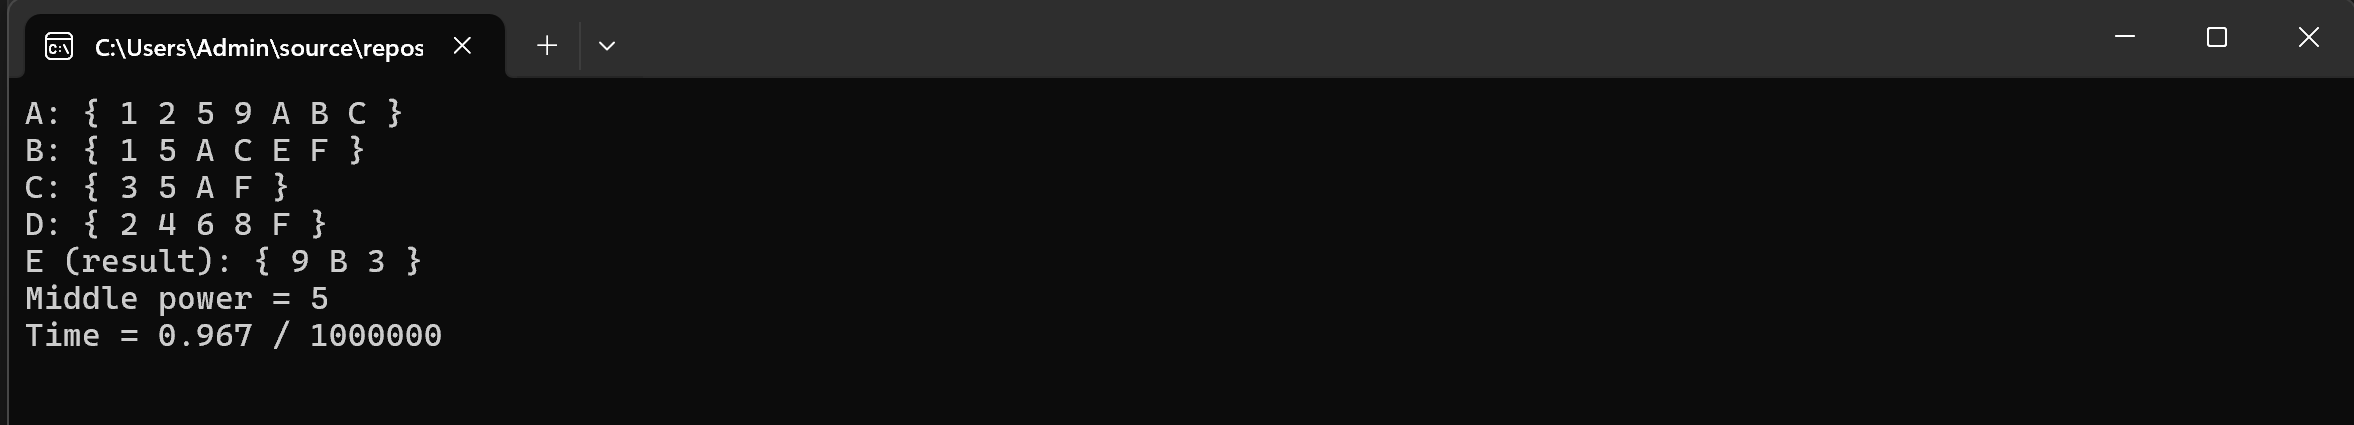 C:\Users\Admin\source\repos
A: { 1 2 5 9 A B C }
B: { 1 5 A C E F }
C: { 3 5 A F }
D: { 2 4 6 8 F }
E (result): { 9 B 3 }
Middle power = 5
Time = 0.967 / 1000000